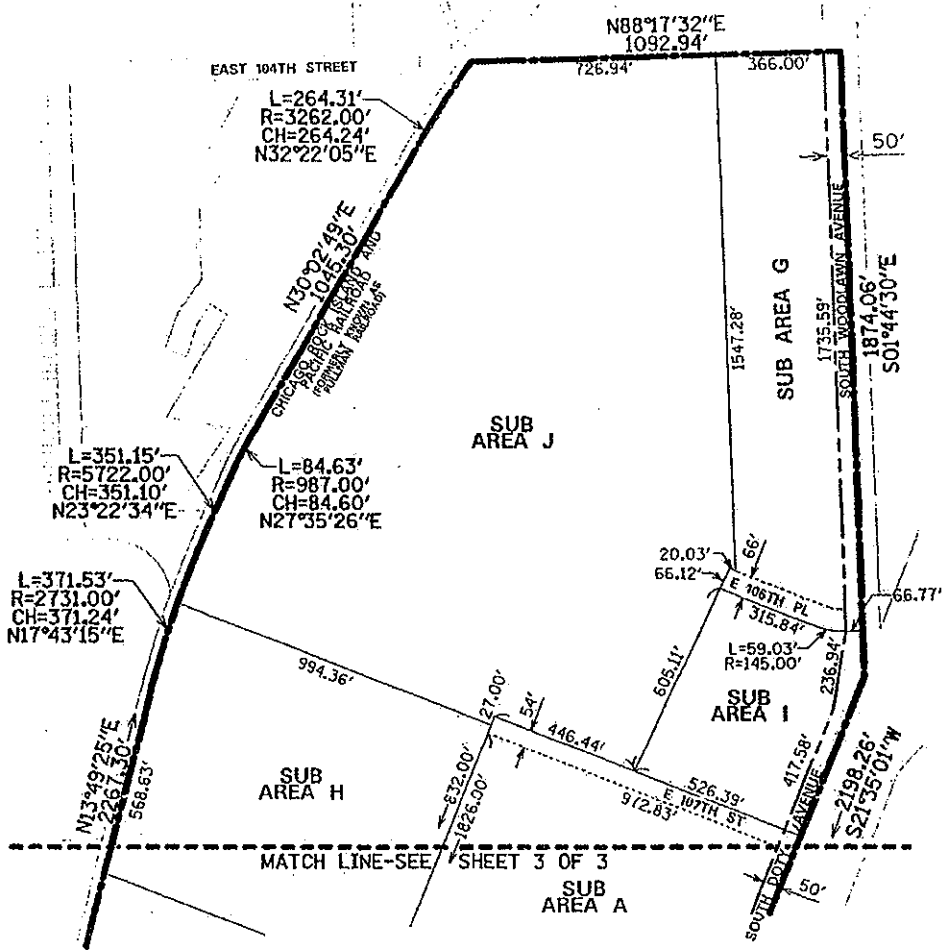 N88°17'32"E
1092.94'
726.94'
366.00'
EAST 104TH STREET
L=264.31'
R=3262.00'
CH=264.24'
N32°22'05"E
50'
N30°02'49"E
1045.30'
CHICAGO ROCK ISLAND AND
PACIFIC RAILROAD
(FORMERLY KNOWN AS
PULLMAN RAILROAD)
1547.28'
SUB AREA G
1735.59'
SOUTH WOODLAWN AVENUE
1874.06'
S01°44'30"E
SUB
AREA J
L=351.15'
R=5722.00'
CH=351.10'
N23°22'34"E
L=84.63'
R=987.00'
CH=84.60'
N27°35'26"E
20.03'
66'
66.12'
E 106TH PL
315.84'
66.77'
L=59.03'
R=145.00'
236.94'
L=371.53'
R=2731.00'
CH=371.24'
N17°43'15"E
994.36'
605.11'
SUB
AREA I
27.00'
54'
446.44'
417.58'
526.39'
E 107TH ST
972.83'
2198.26'
S21°35'01"W
N13°49'25"E
2267.30'
568.63'
SUB
AREA H
832.00'
1826.00'
MATCH LINE-SEE SHEET 3 OF 3
SUB
AREA A
SOUTH DOTY AVENUE
50'